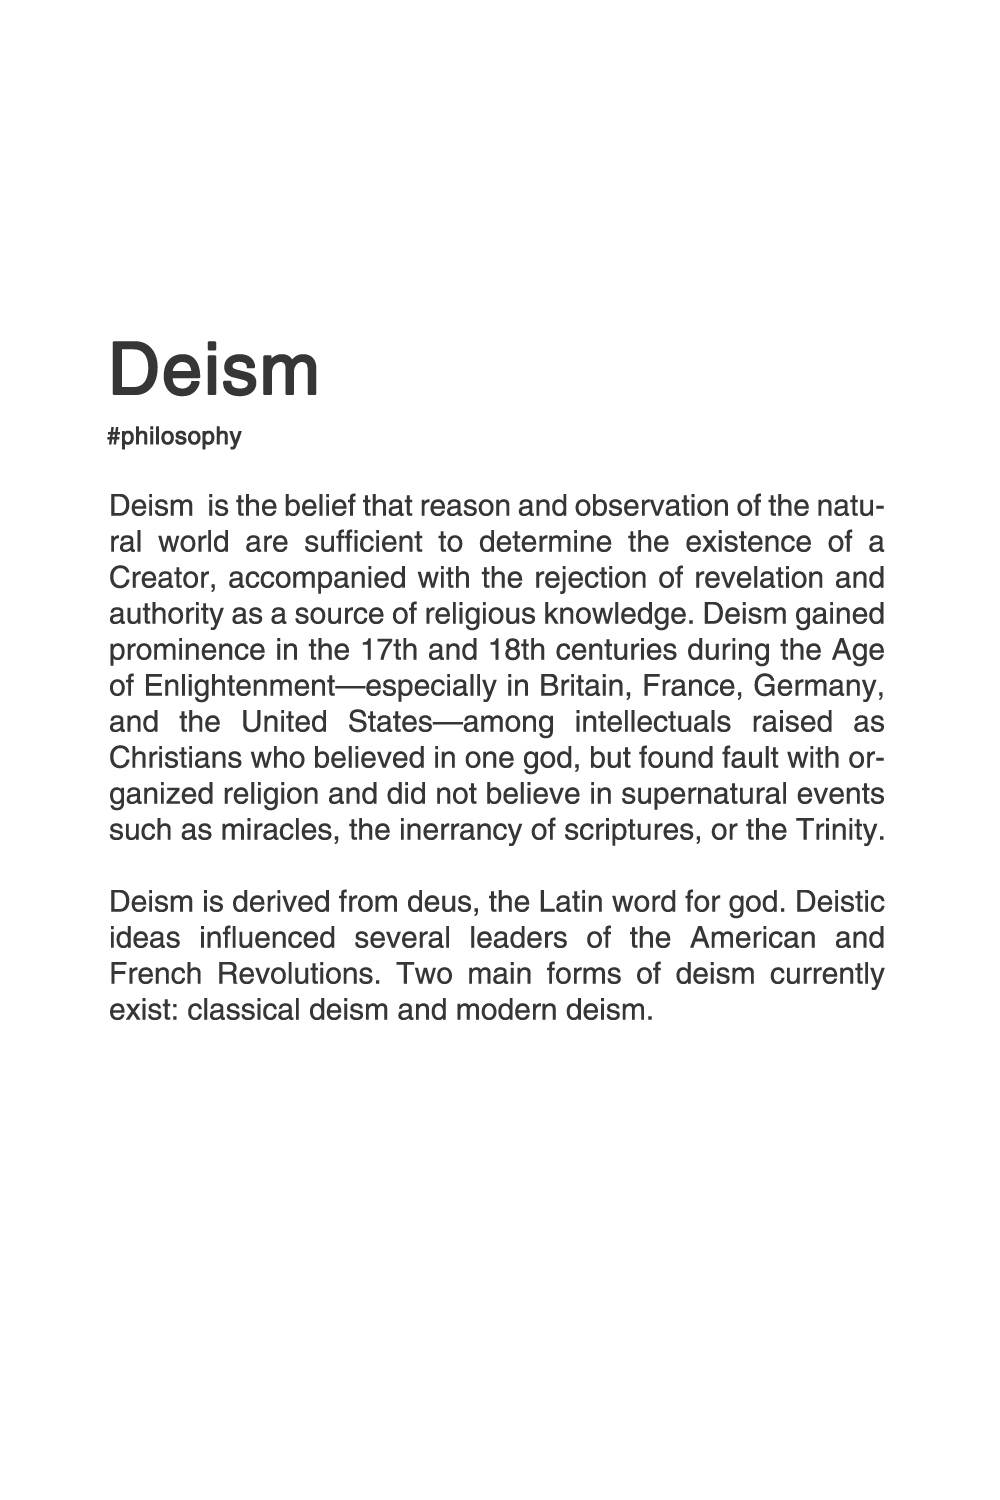 Deism
#philosophy
Deism is the belief that reason and observation of the natu-
ral world are sufficient to determine the existence of a
Creator, accompanied with the rejection of revelation and
authority as a source of religious knowledge. Deism gained
prominence in the 17th and 18th centuries during the Age
of Enlightenment—especially in Britain, France, Germany,
and the United States—among intellectuals raised as
Christians who believed in one god, but found fault with or-
ganized religion and did not believe in supernatural events
such as miracles, the inerrancy of scriptures, or the Trinity.
Deism is derived from deus, the Latin word for god. Deistic
ideas influenced several leaders of the American and
French Revolutions. Two main forms of deism currently
exist: classical deism and modern deism.